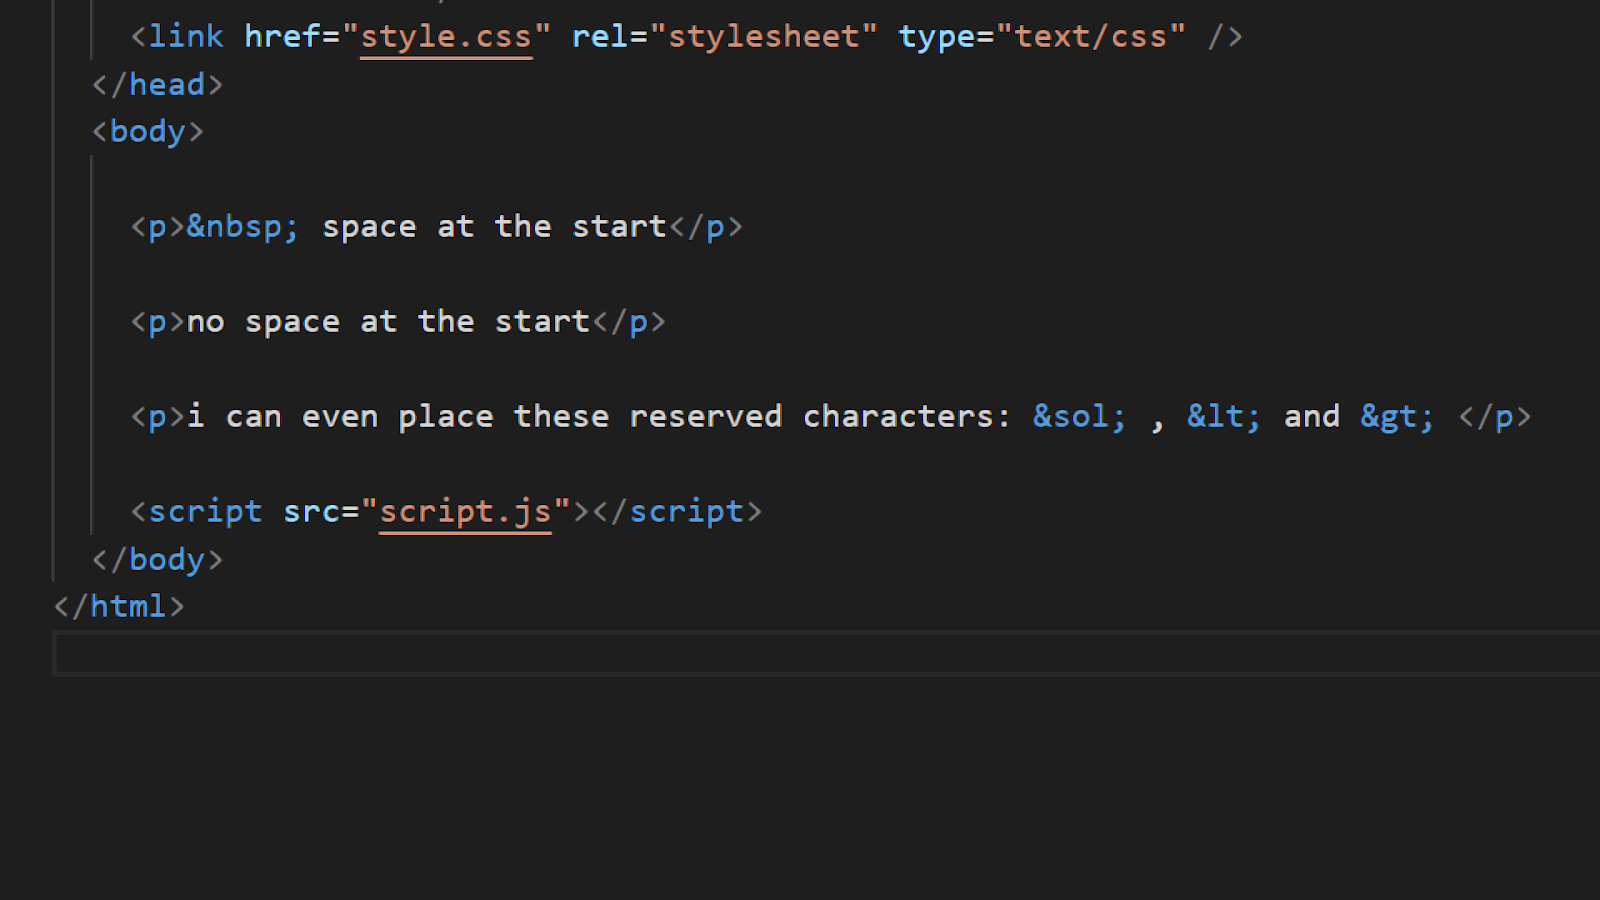 <link href="style.css" rel="stylesheet" type="text/css" />
</head>
<body>
<p>&nbsp; space at the start</p>
<p>no space at the start</p>
<p>i can even place these reserved characters: &sol; , &lt; and &gt; </p>
<script src="script.js"></script>
</body>
</html>